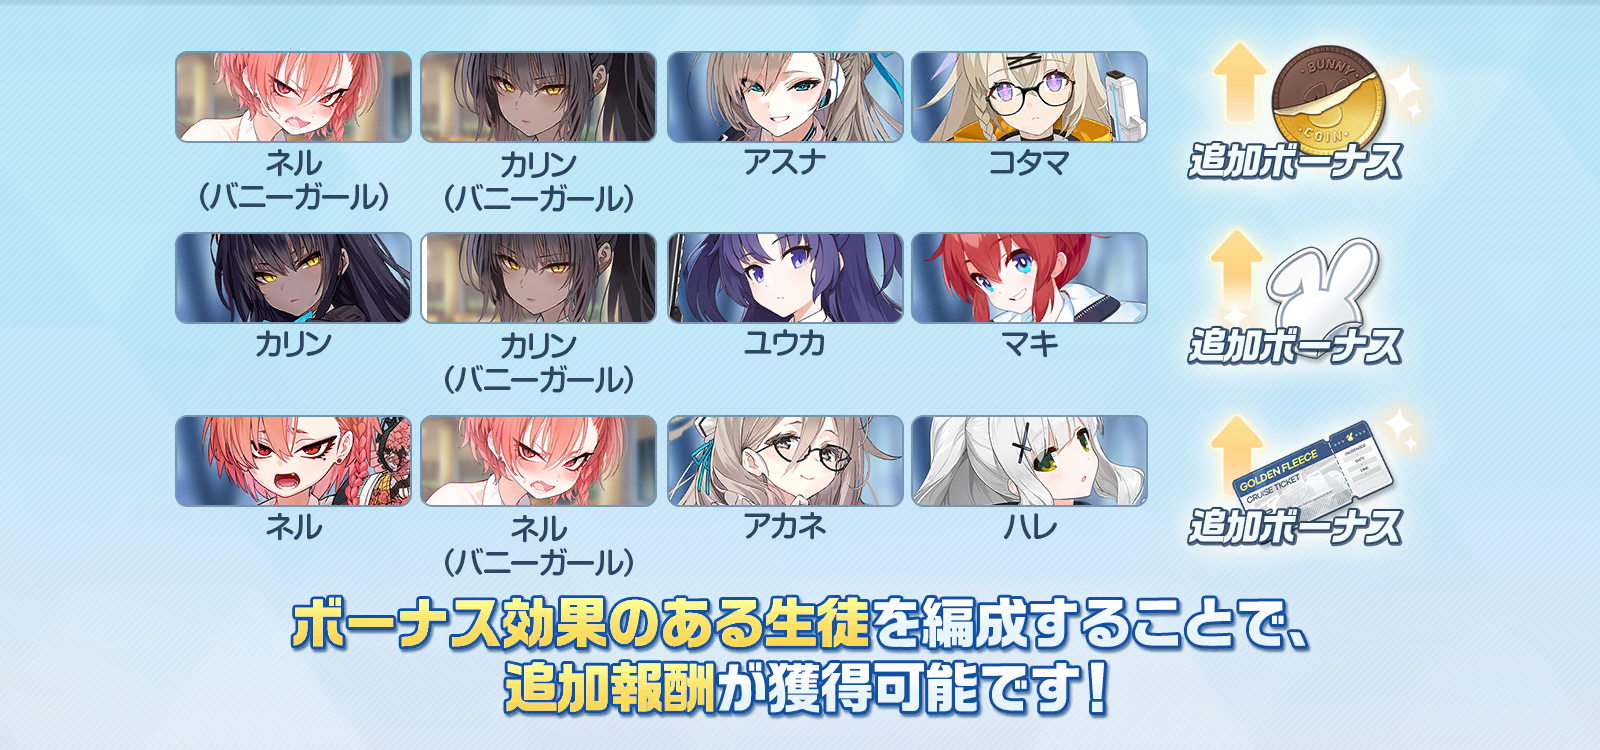 BUNNY
COIN
ネル
(バニーガール)
カリン
(バニーガール)
アスナ
コタマ
追加ボーナス
カリン
カリン
(バニーガール)
ユウカ
マキ
追加ボーナス
GOLDEN FLEECE
CRUISE TICKET
PASSENGER
DATE
ネル
ネル
(バニーガール)
アカネ
ハレ
追加ボーナス
ボーナス効果のある生徒を編成することで、
追加報酬が獲得可能です!